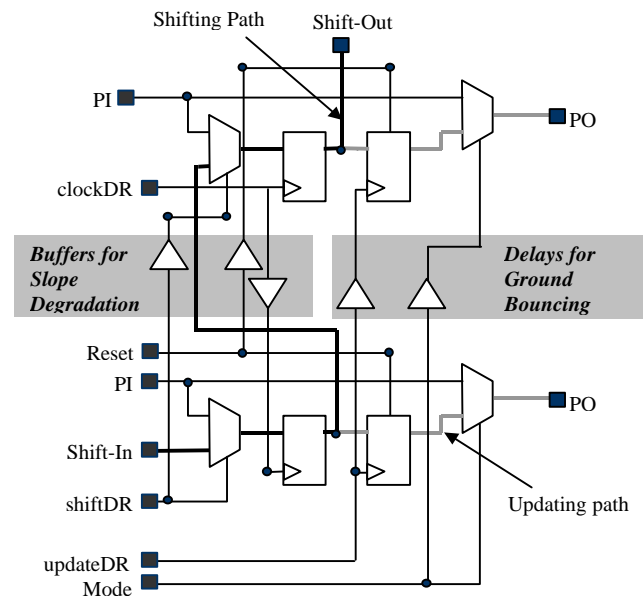 Shifting Path
Shift-Out
PI
PO
clockDR
Buffers for
Slope
Degradation
Delays for
Ground
Bouncing
Reset
PI
PO
Shift-In
shiftDR
Updating path
updateDR
Mode